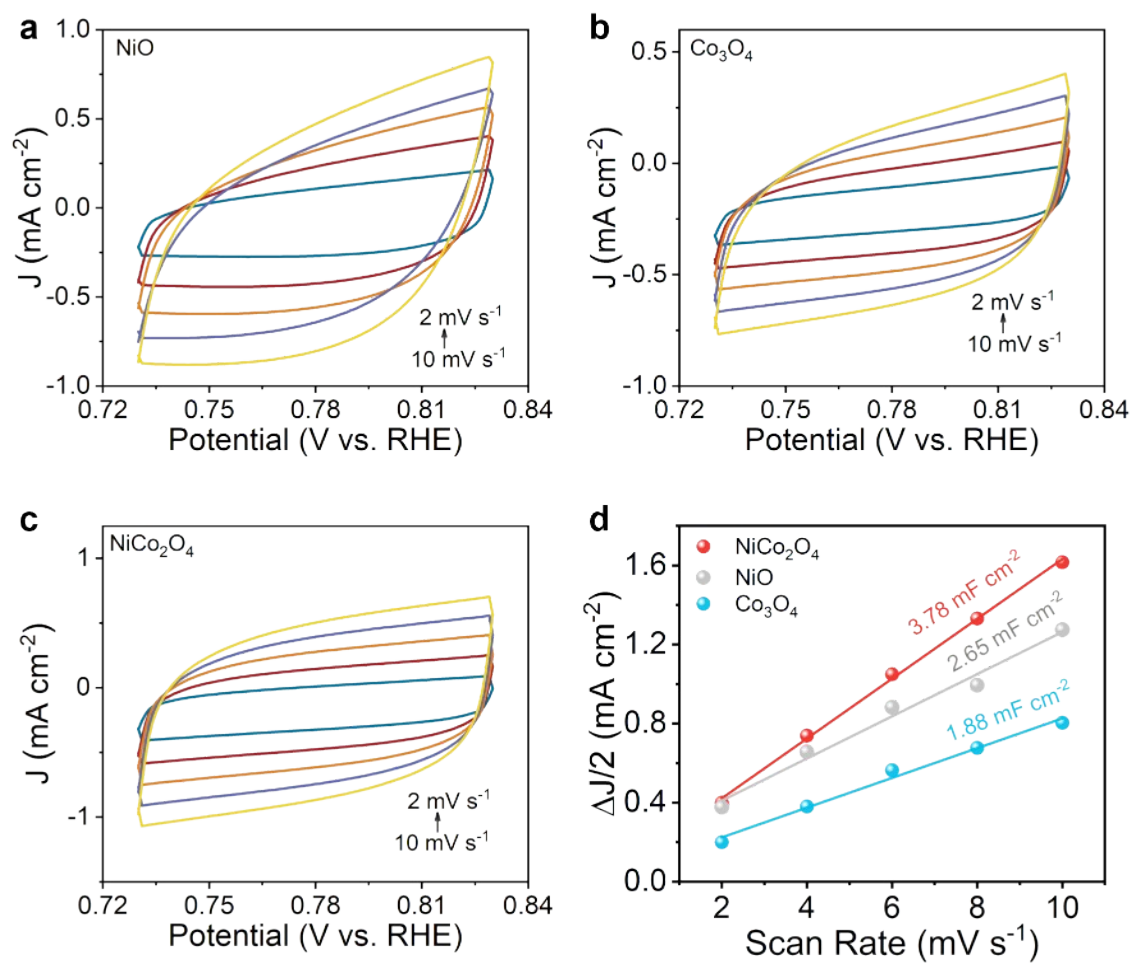 a
NiO
1.0
0.5
0.0
-0.5
-1.0
J (mA cm⁻²)
2 mV s⁻¹
10 mV s⁻¹
0.72 0.75 0.78 0.81 0.84
Potential (V vs. RHE)
b
Co₃O₄
0.5
0.0
-0.5
-1.0
J (mA cm⁻²)
2 mV s⁻¹
10 mV s⁻¹
0.72 0.75 0.78 0.81 0.84
Potential (V vs. RHE)
c
NiCo₂O₄
1
0
-1
J (mA cm⁻²)
2 mV s⁻¹
10 mV s⁻¹
0.72 0.75 0.78 0.81 0.84
Potential (V vs. RHE)
d
NiCo₂O₄
NiO
Co₃O₄
3.78 mF cm⁻²
2.65 mF cm⁻²
1.88 mF cm⁻²
1.6
1.2
0.8
0.4
0.0
ΔJ/2 (mA cm⁻²)
2 4 6 8 10
Scan Rate (mV s⁻¹)